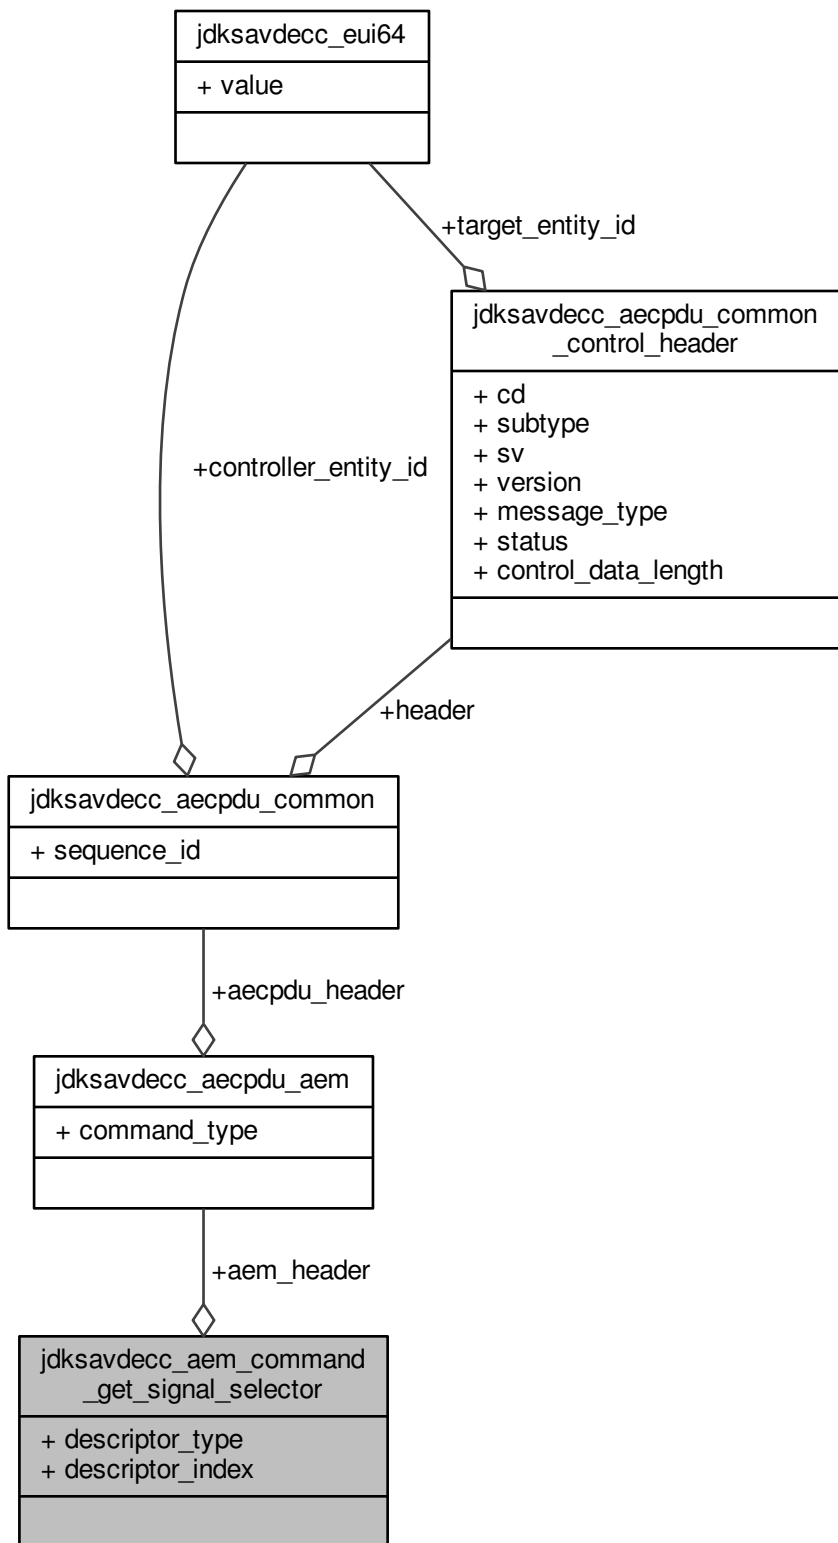 jdksavdecc_eui64
+ value
+target_entity_id
jdksavdecc_aecpdu_common
_control_header
+ cd
+ subtype
+ sv
+ version
+ message_type
+ status
+ control_data_length
+controller_entity_id
+header
jdksavdecc_aecpdu_common
+ sequence_id
+aecpdu_header
jdksavdecc_aecpdu_aem
+ command_type
+aem_header
jdksavdecc_aem_command
_get_signal_selector
+ descriptor_type
+ descriptor_index